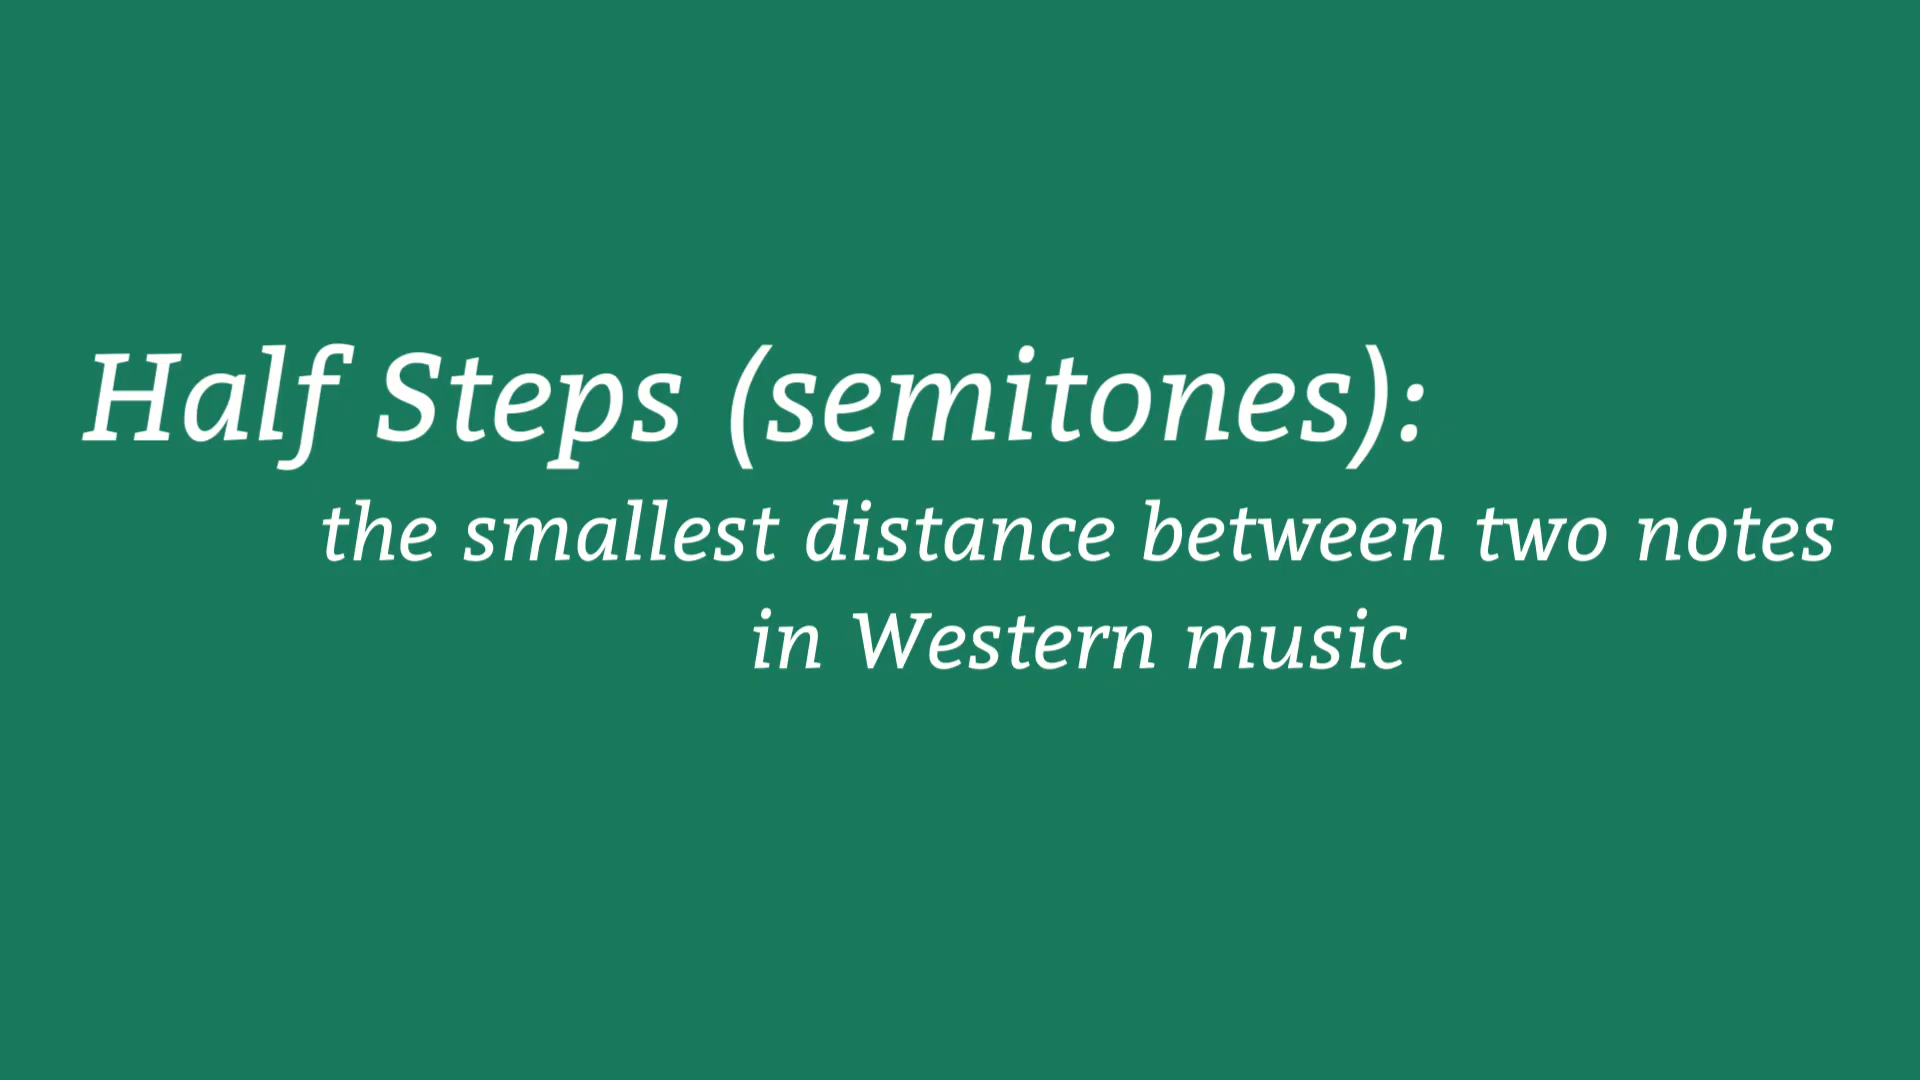 Half Steps (semitones):
the smallest distance between two notes
in Western music